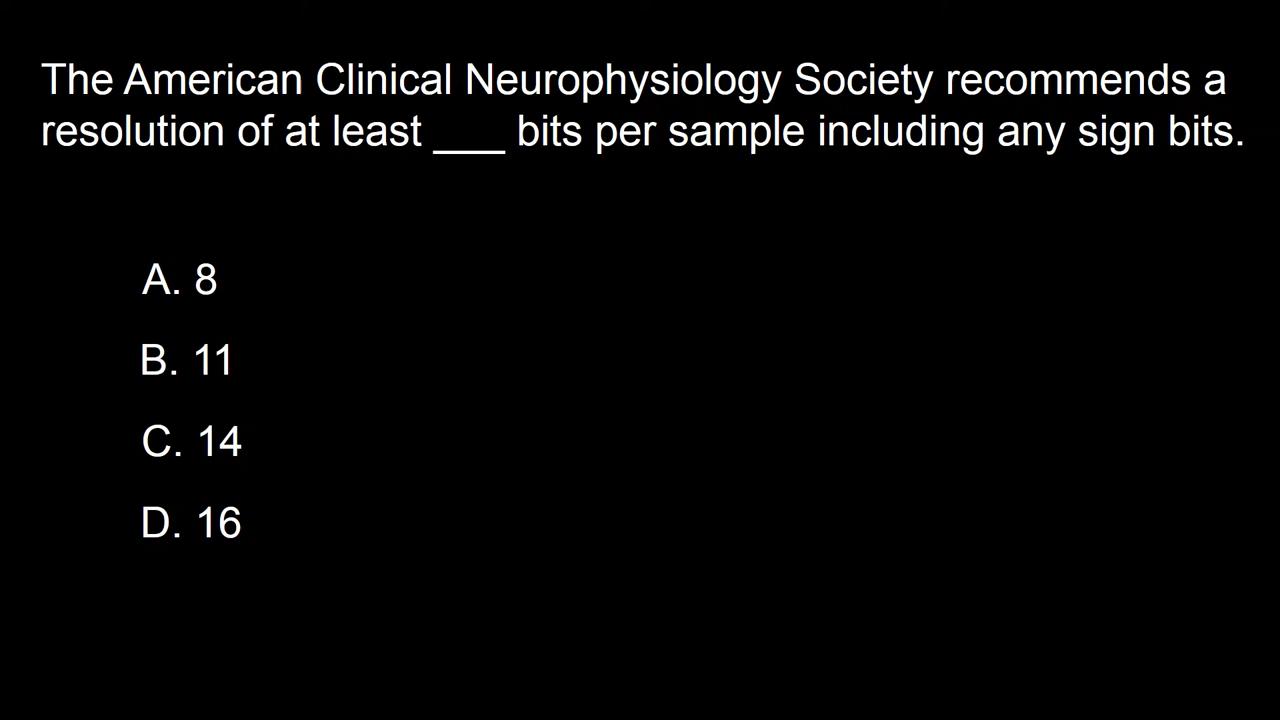 The American Clinical Neurophysiology Society recommends a
resolution of at least ___ bits per sample including any sign bits.
A. 8
B. 11
C. 14
D. 16